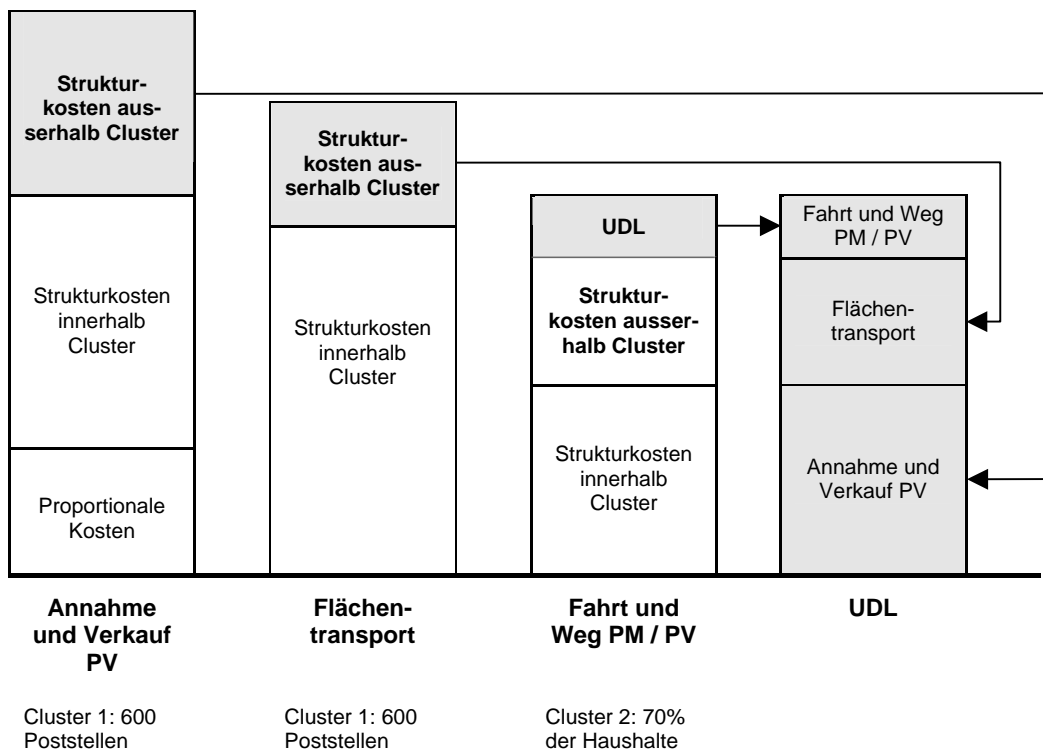 Struktur-
kosten aus-
serhalb Cluster
Strukturkosten
innerhalb
Cluster
Proportionale
Kosten
Struktur-
kosten aus-
serhalb Cluster
Strukturkosten
innerhalb
Cluster
UDL
Struktur-
kosten ausser-
halb Cluster
Strukturkosten
innerhalb
Cluster
Fahrt und Weg
PM / PV
Flächen-
transport
Annahme und
Verkauf PV
Annahme
und Verkauf
PV
Flächen-
transport
Fahrt und
Weg PM / PV
UDL
Cluster 1: 600
Poststellen
Cluster 1: 600
Poststellen
Cluster 2: 70%
der Haushalte